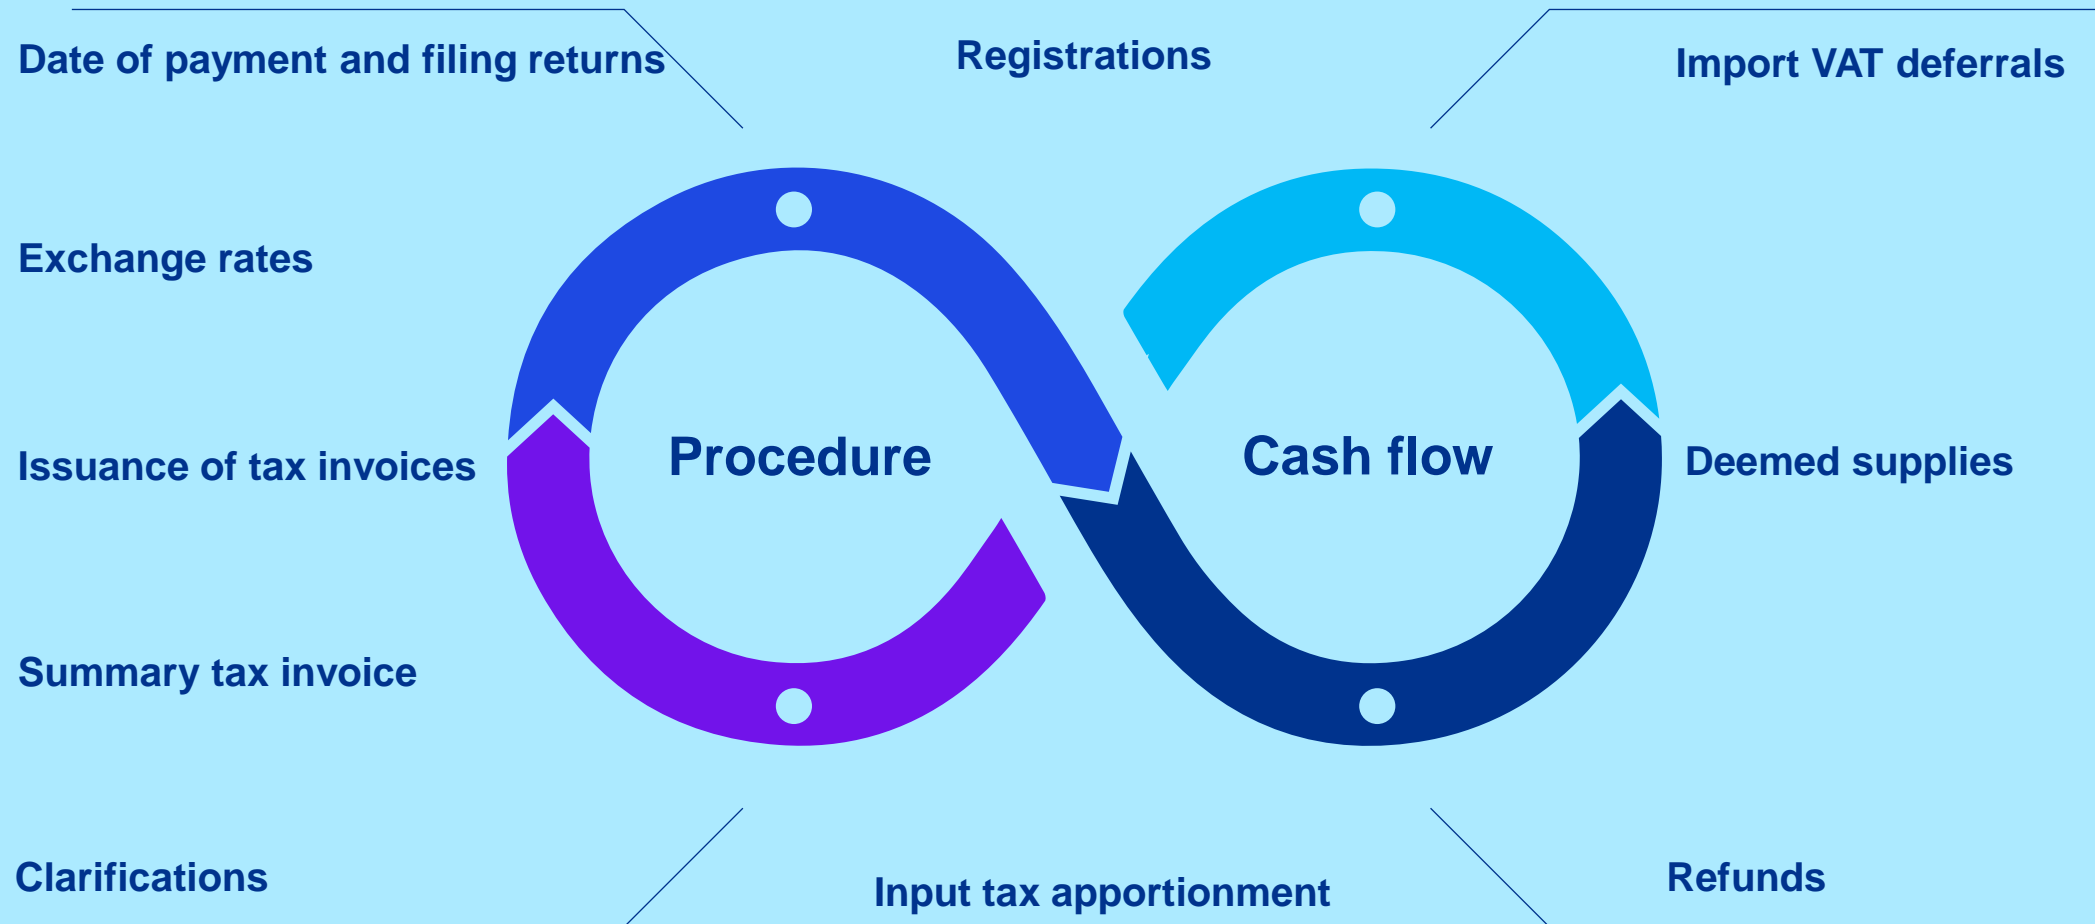 Date of payment and filing returns
Registrations
Import VAT deferrals
Exchange rates
Procedure
Cash flow
Issuance of tax invoices
Deemed supplies
Summary tax invoice
Clarifications
Input tax apportionment
Refunds